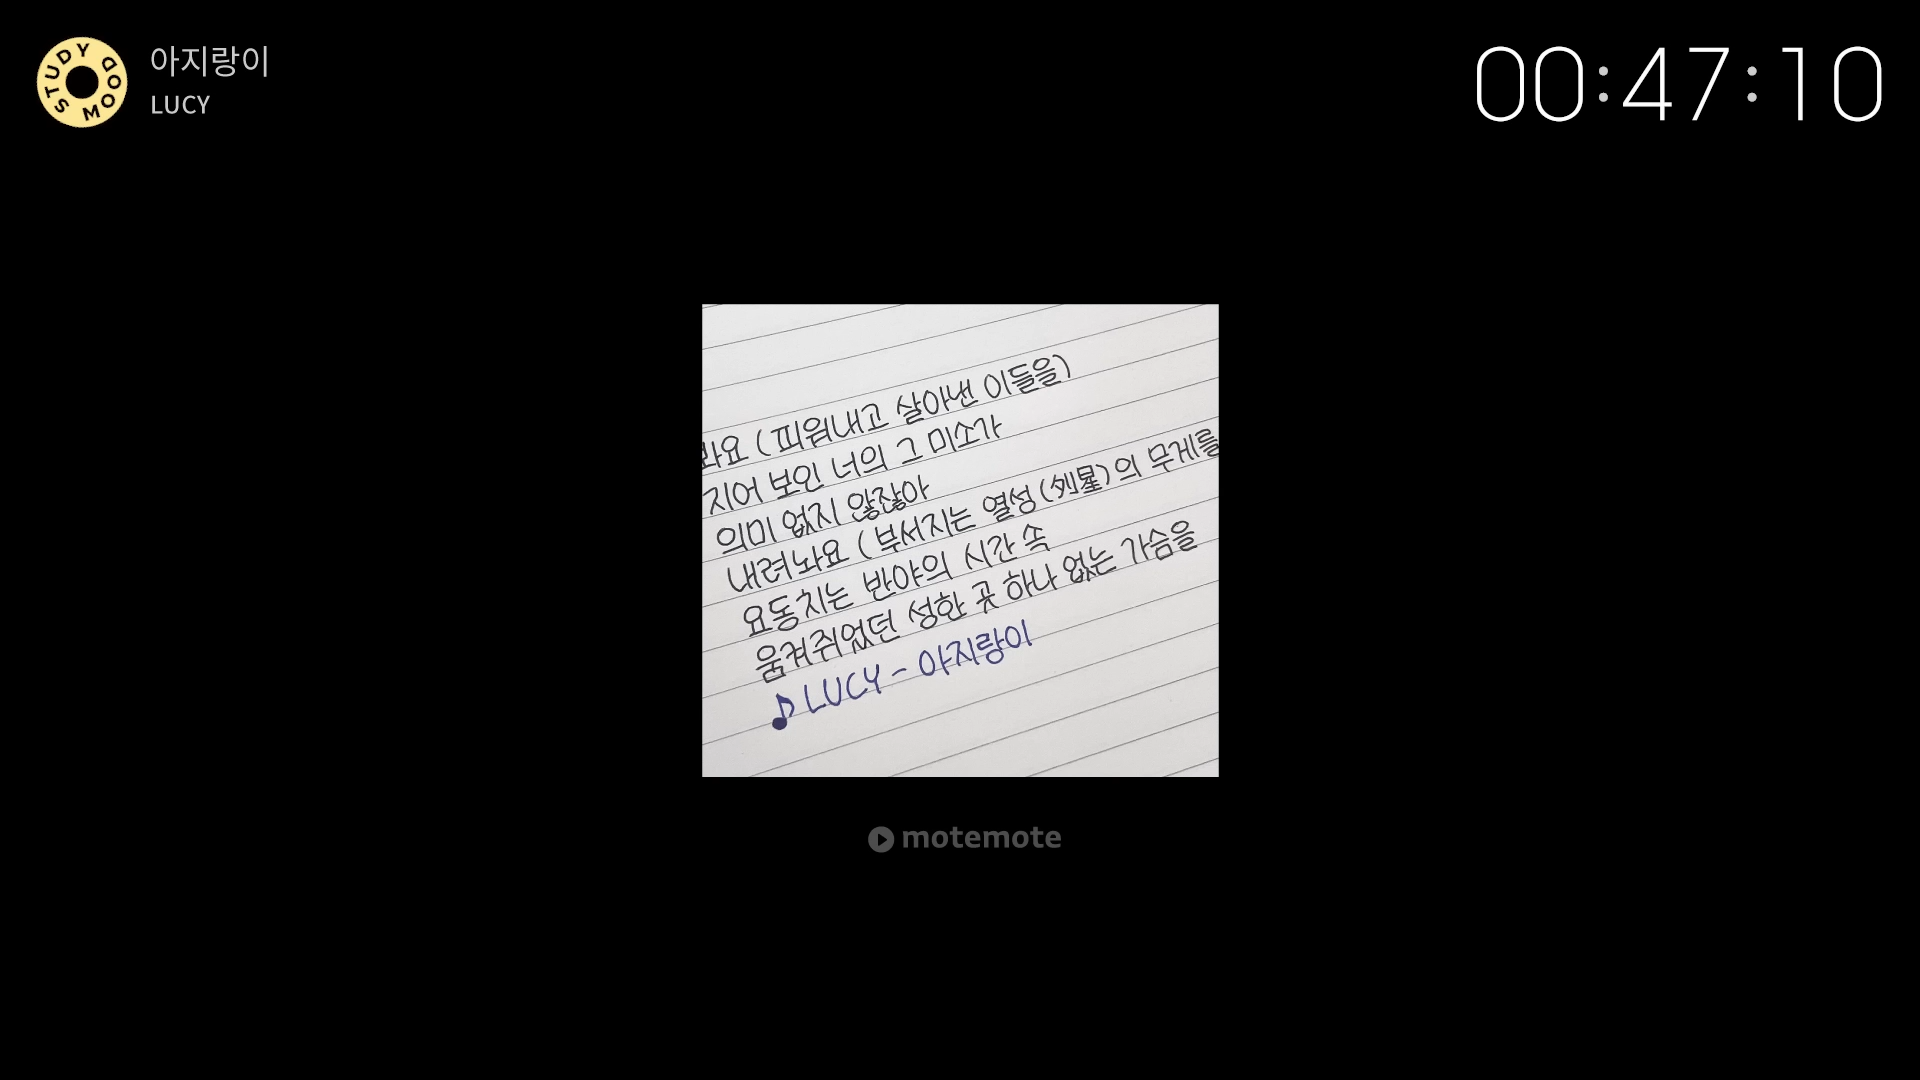 STUDY MOOD
아지랑이
LUCY
00:47:10
봐요 (피워내고 살아낸 이들을)
지어 보인 너의 그 미소가
의미 없지 않잖아
내려놔요 (부서지는 열성(列星)의 무게를
요동치는 반야의 시간 속
움켜쥐었던 성한 곳 하나 없는 가슴을
♪ LUCY - 아지랑이
motemote